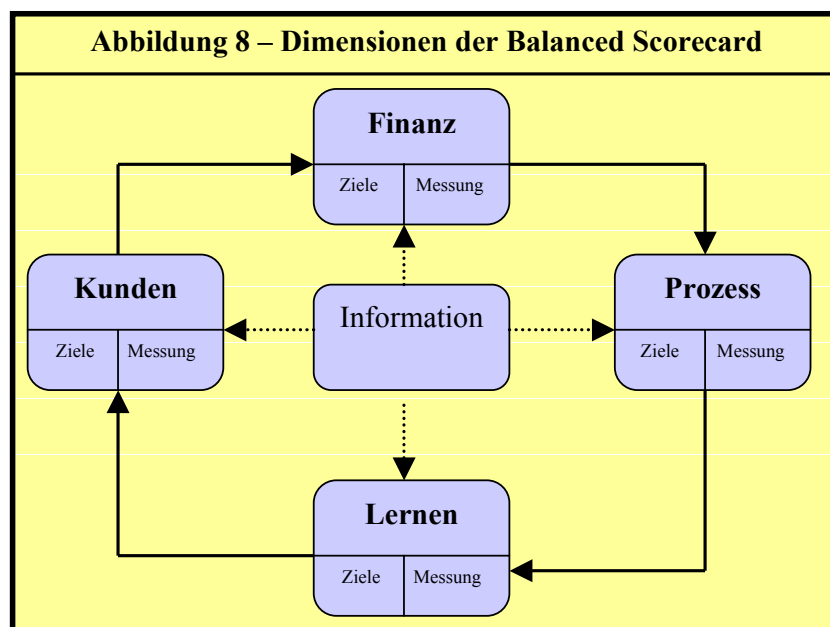 Abbildung 8 – Dimensionen der Balanced Scorecard
Finanz
Ziele Messung
Kunden
Ziele Messung
Information
Prozess
Ziele Messung
Lernen
Ziele Messung